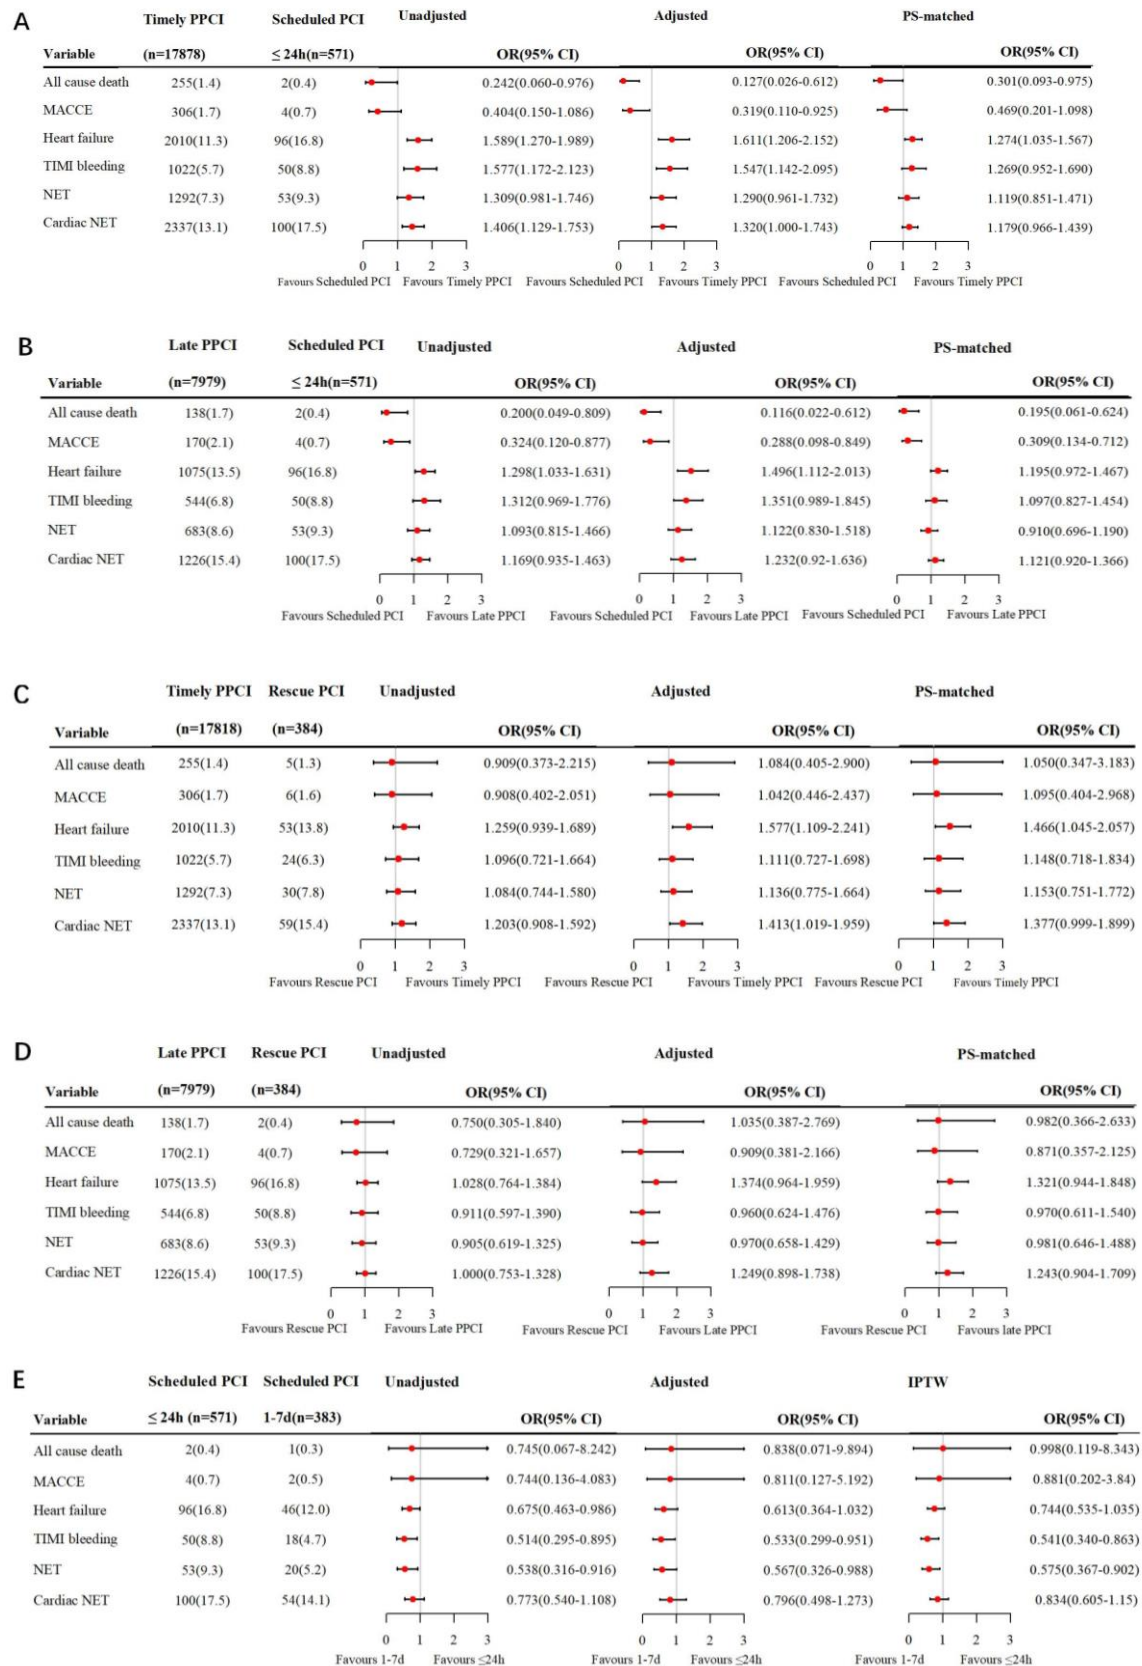 A
Timely PPCI Scheduled PCI Unadjusted Adjusted PS-matched
Variable (n=17878) ≤ 24h(n=571) OR(95% CI) OR(95% CI) OR(95% CI)
All cause death 255(1.4) 2(0.4) 0.242(0.060-0.976) 0.127(0.026-0.612) 0.301(0.093-0.975)
MACCE 306(1.7) 4(0.7) 0.404(0.150-1.086) 0.319(0.110-0.925) 0.469(0.201-1.098)
Heart failure 2010(11.3) 96(16.8) 1.589(1.270-1.989) 1.611(1.206-2.152) 1.274(1.035-1.567)
TIMI bleeding 1022(5.7) 50(8.8) 1.577(1.172-2.123) 1.547(1.142-2.095) 1.269(0.952-1.690)
NET 1292(7.3) 53(9.3) 1.309(0.981-1.746) 1.290(0.961-1.732) 1.119(0.851-1.471)
Cardiac NET 2337(13.1) 100(17.5) 1.406(1.129-1.753) 1.320(1.000-1.743) 1.179(0.966-1.439)
0 1 2 3 0 1 2 3 0 1 2 3
Favours Scheduled PCI Favours Timely PPCI Favours Scheduled PCI Favours Timely PPCI Favours Scheduled PCI Favours Timely PPCI
B
Late PPCI Scheduled PCI Unadjusted Adjusted PS-matched
Variable (n=7979) ≤ 24h(n=571) OR(95% CI) OR(95% CI) OR(95% CI)
All cause death 138(1.7) 2(0.4) 0.200(0.049-0.809) 0.116(0.022-0.612) 0.195(0.061-0.624)
MACCE 170(2.1) 4(0.7) 0.324(0.120-0.877) 0.288(0.098-0.849) 0.309(0.134-0.712)
Heart failure 1075(13.5) 96(16.8) 1.298(1.033-1.631) 1.496(1.112-2.013) 1.195(0.972-1.467)
TIMI bleeding 544(6.8) 50(8.8) 1.312(0.969-1.776) 1.351(0.989-1.845) 1.097(0.827-1.454)
NET 683(8.6) 53(9.3) 1.093(0.815-1.466) 1.122(0.830-1.518) 0.910(0.696-1.190)
Cardiac NET 1226(15.4) 100(17.5) 1.169(0.935-1.463) 1.232(0.92-1.636) 1.121(0.920-1.366)
0 1 2 3 0 1 2 3 0 1 2 3
Favours Scheduled PCI Favours Late PPCI Favours Scheduled PCI Favours Late PPCI Favours Scheduled PCI Favours Late PPCI
C
Timely PPCI Rescue PCI Unadjusted Adjusted PS-matched
Variable (n=17818) (n=384) OR(95% CI) OR(95% CI) OR(95% CI)
All cause death 255(1.4) 5(1.3) 0.909(0.373-2.215) 1.084(0.405-2.900) 1.050(0.347-3.183)
MACCE 306(1.7) 6(1.6) 0.908(0.402-2.051) 1.042(0.446-2.437) 1.095(0.404-2.968)
Heart failure 2010(11.3) 53(13.8) 1.259(0.939-1.689) 1.577(1.109-2.241) 1.466(1.045-2.057)
TIMI bleeding 1022(5.7) 24(6.3) 1.096(0.721-1.664) 1.111(0.727-1.698) 1.148(0.718-1.834)
NET 1292(7.3) 30(7.8) 1.084(0.744-1.580) 1.136(0.775-1.664) 1.153(0.751-1.772)
Cardiac NET 2337(13.1) 59(15.4) 1.203(0.908-1.592) 1.413(1.019-1.959) 1.377(0.999-1.899)
0 1 2 3 0 1 2 3 0 1 2 3
Favours Rescue PCI Favours Timely PPCI Favours Rescue PCI Favours Timely PPCI Favours Rescue PCI Favours Timely PPCI
D
Late PPCI Rescue PCI Unadjusted Adjusted PS-matched
Variable (n=7979) (n=384) OR(95% CI) OR(95% CI) OR(95% CI)
All cause death 138(1.7) 2(0.4) 0.750(0.305-1.840) 1.035(0.387-2.769) 0.982(0.366-2.633)
MACCE 170(2.1) 4(0.7) 0.729(0.321-1.657) 0.909(0.381-2.166) 0.871(0.357-2.125)
Heart failure 1075(13.5) 96(16.8) 1.028(0.764-1.384) 1.374(0.964-1.959) 1.321(0.944-1.848)
TIMI bleeding 544(6.8) 50(8.8) 0.911(0.597-1.390) 0.960(0.624-1.476) 0.970(0.611-1.540)
NET 683(8.6) 53(9.3) 0.905(0.619-1.325) 0.970(0.658-1.429) 0.981(0.646-1.488)
Cardiac NET 1226(15.4) 100(17.5) 1.000(0.753-1.328) 1.249(0.898-1.738) 1.243(0.904-1.709)
0 1 2 3 0 1 2 3 0 1 2 3
Favours Rescue PCI Favours Late PPCI Favours Rescue PCI Favours Late PPCI Favours Rescue PCI Favours late PPCI
E
Scheduled PCI Scheduled PCI Unadjusted Adjusted IPTW
Variable ≤ 24h (n=571) 1-7d(n=383) OR(95% CI) OR(95% CI) OR(95% CI)
All cause death 2(0.4) 1(0.3) 0.745(0.067-8.242) 0.838(0.071-9.894) 0.998(0.119-8.343)
MACCE 4(0.7) 2(0.5) 0.744(0.136-4.083) 0.811(0.127-5.192) 0.881(0.202-3.84)
Heart failure 96(16.8) 46(12.0) 0.675(0.463-0.986) 0.613(0.364-1.032) 0.744(0.535-1.035)
TIMI bleeding 50(8.8) 18(4.7) 0.514(0.295-0.895) 0.533(0.299-0.951) 0.541(0.340-0.863)
NET 53(9.3) 20(5.2) 0.538(0.316-0.916) 0.567(0.326-0.988) 0.575(0.367-0.902)
Cardiac NET 100(17.5) 54(14.1) 0.773(0.540-1.108) 0.796(0.498-1.273) 0.834(0.605-1.15)
0 1 2 3 0 1 2 3 0 1 2 3
Favours 1-7d Favours ≤24h Favours 1-7d Favours ≤24h Favours 1-7d Favours ≤24h